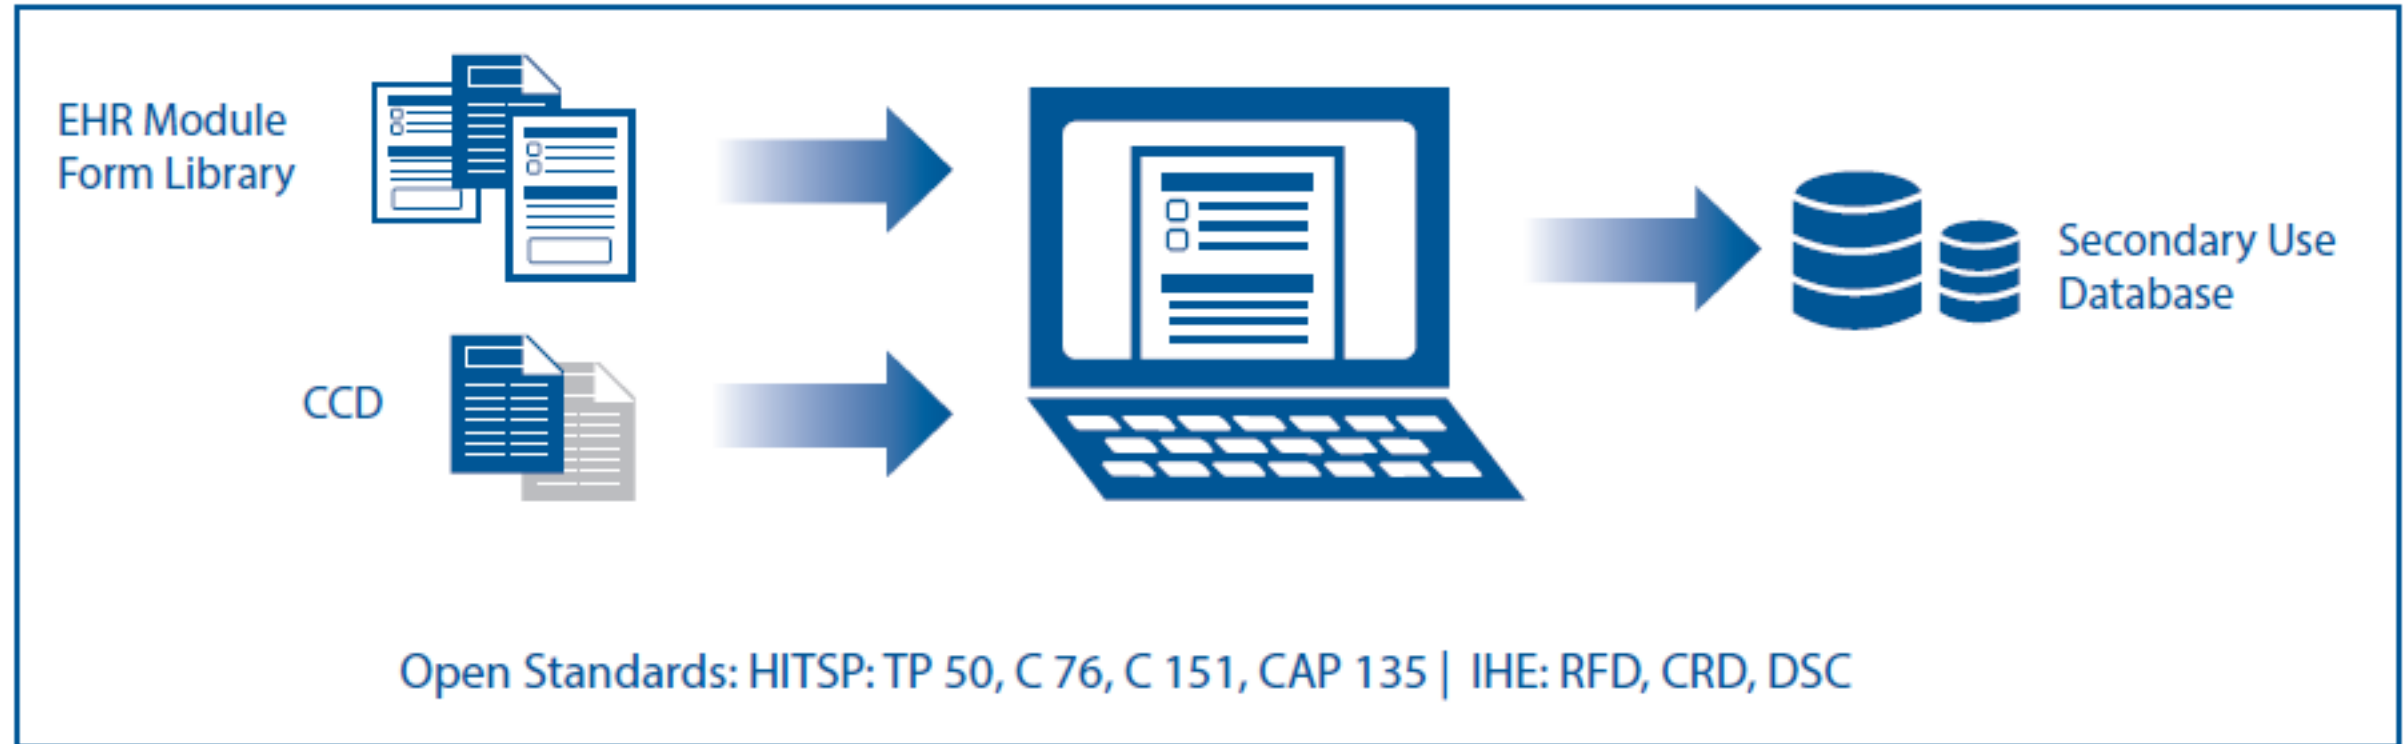 EHR Module
Form Library
CCD
Secondary Use
Database
Open Standards: HITSP: TP 50, C 76, C 151, CAP 135 | IHE: RFD, CRD, DSC